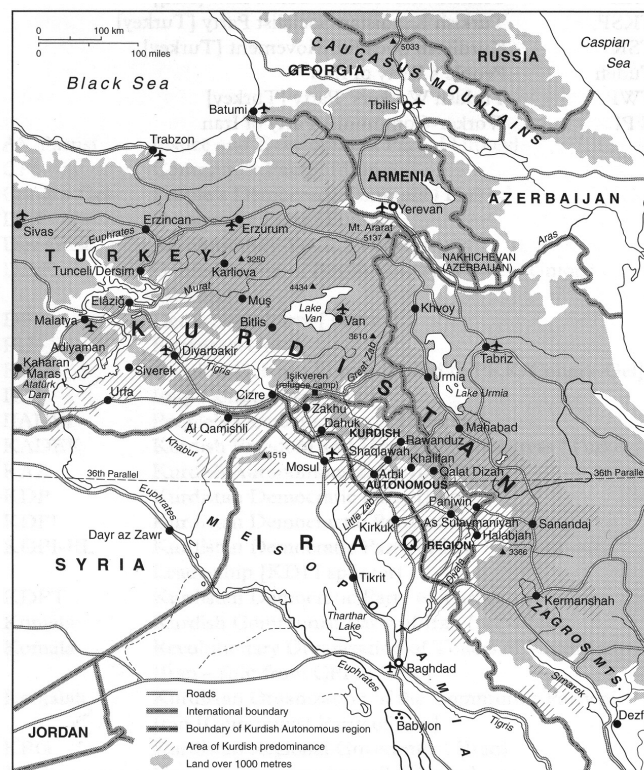 0 100 km
0 100 miles
Black Sea
CAUCASUS MOUNTAINS
5033
RUSSIA
Caspian
Sea
GEORGIA
Batumi
Tbilisi
Trabzon
ARMENIA
AZERBAIJAN
Yerevan
Sivas
Euphrates
Erzincan
Erzurum
Mt. Ararat
5137
NAKHICHEVAN
(AZERBAIJAN)
Aras
TURKEY
Tunceli/Dersim
3250
Karliova
Murat
4434
Khvoy
Elâziğ
Muş
Lake
Van
Van
Malatya
Bitlis
3610
Tabriz
KURDISTAN
Adiyaman
Diyarbakir
Great Zab
Urmia
Lake Urmia
Kaharan
Maras
Siverek
Tigris
Işikveren
(refugee camp)
Atatürk
Dam
Urfa
Cizre
Zakhu
Mahabad
Al Qamishli
Dahuk
KURDISH
Rawanduz
Shaqlawah
Khalifan
Khabur
1519
Mosul
Arbil
Qalat Dizah
36th Parallel
AUTONOMOUS
36th Parallel
Little Zab
Panjwin
Euphrates
Kirkuk
As Sulaymaniyah
Sanandaj
Dayr az Zawr
MESOPOTAMIA
IRAQ
REGION
Halabjah
3366
SYRIA
Diyala
Tikrit
Kermanshah
Tharthar
Lake
ZAGROS MTS.
Baghdad
Simarek
Euphrates
Tigris
Babylon
Dezf
JORDAN
Roads
International boundary
Boundary of Kurdish Autonomous region
Area of Kurdish predominance
Land over 1000 metres